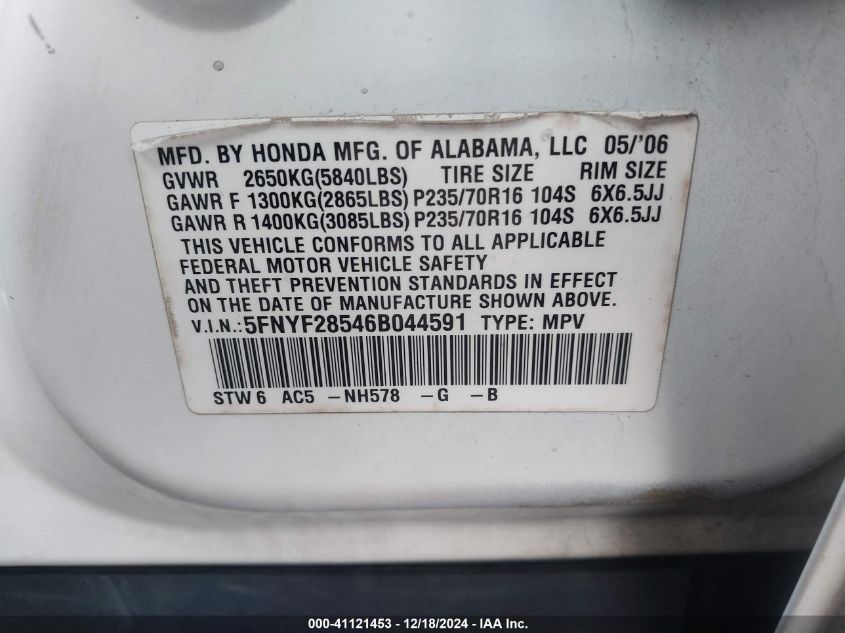 MFD. BY HONDA MFG. OF ALABAMA, LLC 05/'06
GVWR 2650KG(5840LBS) TIRE SIZE RIM SIZE
GAWR F 1300KG(2865LBS) P235/70R16 104S 6X6.5JJ
GAWR R 1400KG(3085LBS) P235/70R16 104S 6X6.5JJ
THIS VEHICLE CONFORMS TO ALL APPLICABLE
FEDERAL MOTOR VEHICLE SAFETY
AND THEFT PREVENTION STANDARDS IN EFFECT
ON THE DATE OF MANUFACTURE SHOWN ABOVE.
V.I.N.: 5FNYF28546B044591 TYPE: MPV
STW 6 AC5 -NH578 -G -B
000-41121453 - 12/18/2024 - IAA Inc.